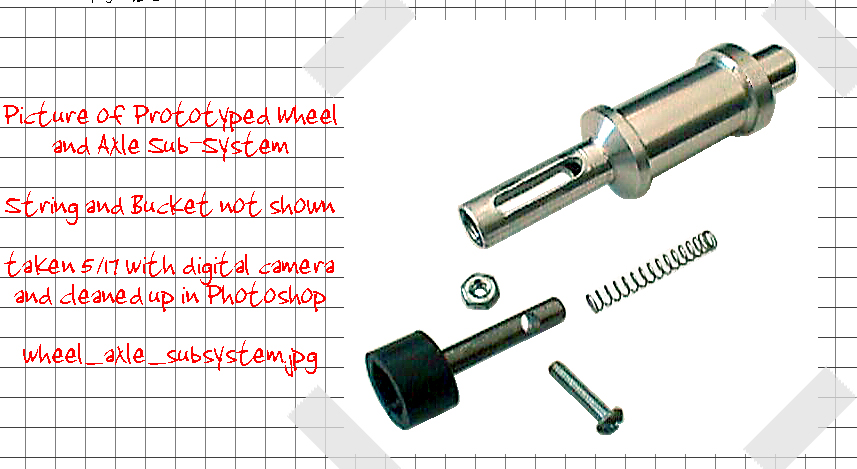 Picture of Prototyped Wheel
and Axle Sub-System
String and Bucket not shown
taken 5/17 with digital camera
and cleaned up in Photoshop
wheel_axle_subsystem.jpg